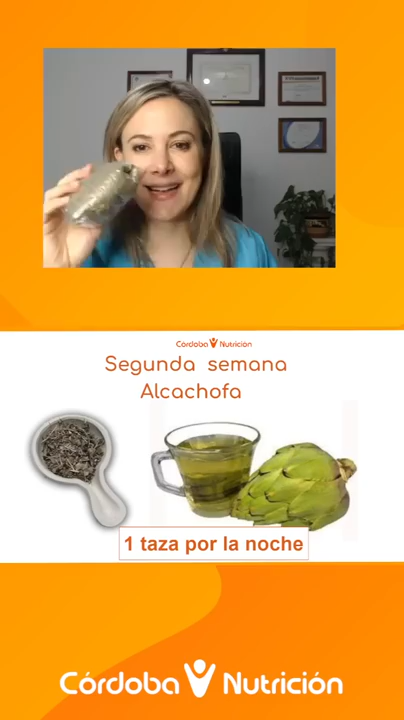 Córdoba Nutrición
Segunda semana
Alcachofa
1 taza por la noche
Córdoba Nutrición